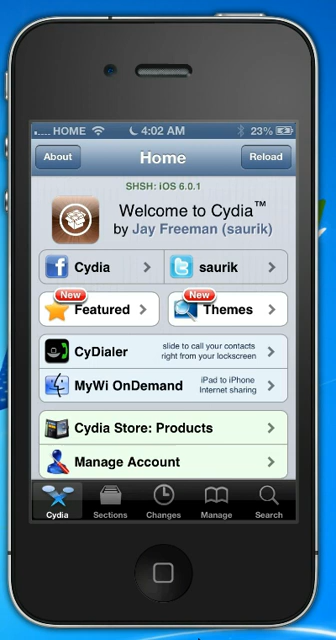 ..... HOME 4:02 AM 23%
About Home Reload
SHSH: iOS 6.0.1
Welcome to Cydia™
by Jay Freeman (saurik)
Cydia saurik
New New
Featured Themes
CyDialer slide to call your contacts
right from your lockscreen
MyWi OnDemand iPad to iPhone
Internet sharing
Cydia Store: Products
Manage Account
Cydia Sections Changes Manage Search